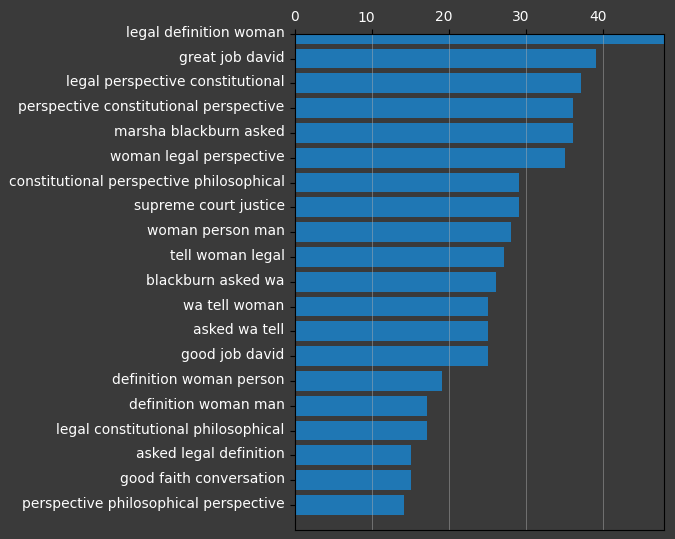 0 10 20 30 40
legal definition woman
great job david
legal perspective constitutional
perspective constitutional perspective
marsha blackburn asked
woman legal perspective
constitutional perspective philosophical
supreme court justice
woman person man
tell woman legal
blackburn asked wa
wa tell woman
asked wa tell
good job david
definition woman person
definition woman man
legal constitutional philosophical
asked legal definition
good faith conversation
perspective philosophical perspective